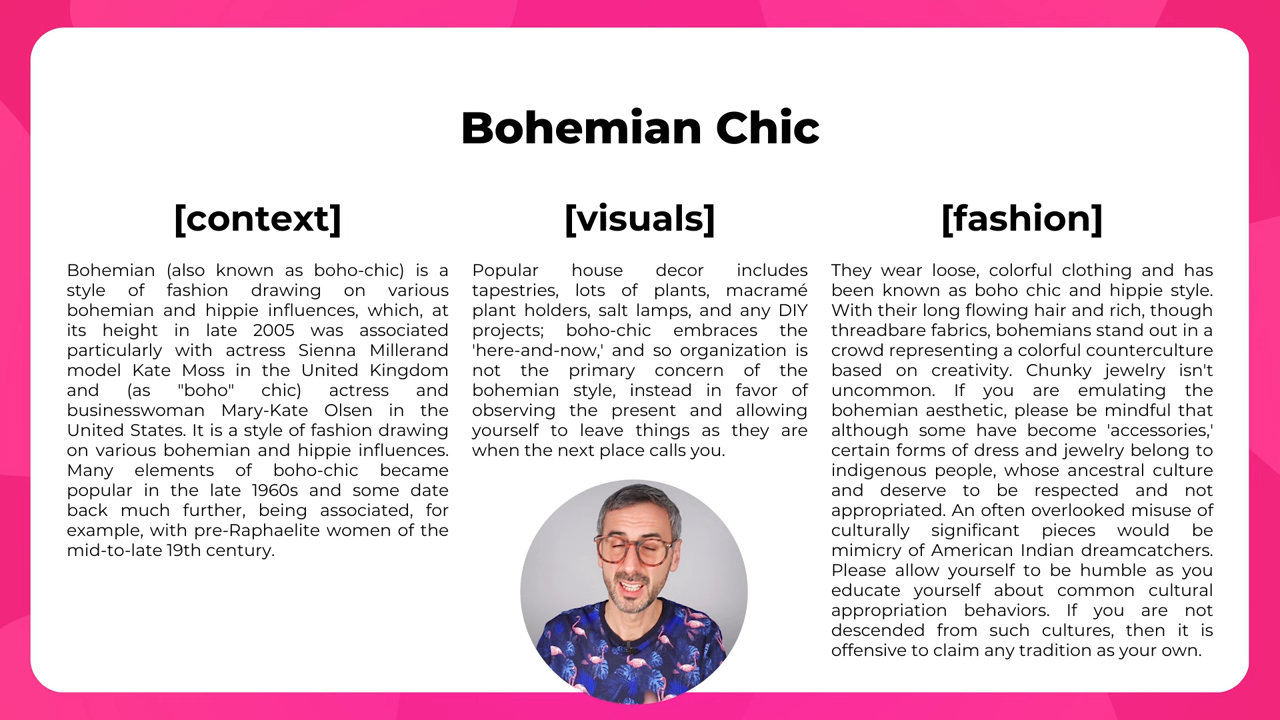 Bohemian Chic
[context]
Bohemian (also known as boho-chic) is a
style of fashion drawing on various
bohemian and hippie influences, which, at
its height in late 2005 was associated
particularly with actress Sienna Millerand
model Kate Moss in the United Kingdom
and (as "boho" chic) actress and
businesswoman Mary-Kate Olsen in the
United States. It is a style of fashion drawing
on various bohemian and hippie influences.
Many elements of boho-chic became
popular in the late 1960s and some date
back much further, being associated, for
example, with pre-Raphaelite women of the
mid-to-late 19th century.
[visuals]
Popular house decor includes
tapestries, lots of plants, macramé
plant holders, salt lamps, and any DIY
projects; boho-chic embraces the
'here-and-now,' and so organization is
not the primary concern of the
bohemian style, instead in favor of
observing the present and allowing
yourself to leave things as they are
when the next place calls you.
[fashion]
They wear loose, colorful clothing and has
been known as boho chic and hippie style.
With their long flowing hair and rich, though
threadbare fabrics, bohemians stand out in a
crowd representing a colorful counterculture
based on creativity. Chunky jewelry isn't
uncommon. If you are emulating the
bohemian aesthetic, please be mindful that
although some have become 'accessories,'
certain forms of dress and jewelry belong to
indigenous people, whose ancestral culture
and deserve to be respected and not
appropriated. An often overlooked misuse of
culturally significant pieces would be
mimicry of American Indian dreamcatchers.
Please allow yourself to be humble as you
educate yourself about common cultural
appropriation behaviors. If you are not
descended from such cultures, then it is
offensive to claim any tradition as your own.